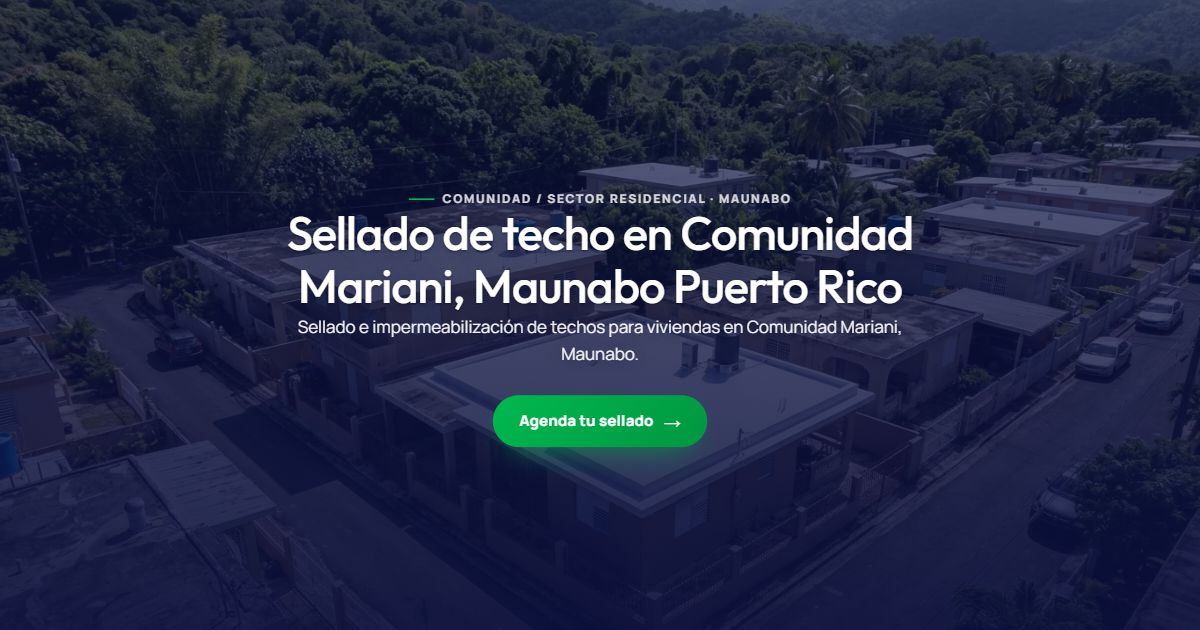 COMUNIDAD / SECTOR RESIDENCIAL · MAUNABO
Sellado de techo en Comunidad
Mariani, Maunabo Puerto Rico
Sellado e impermeabilización de techos para viviendas en Comunidad Mariani,
Maunabo.
Agenda tu sellado →